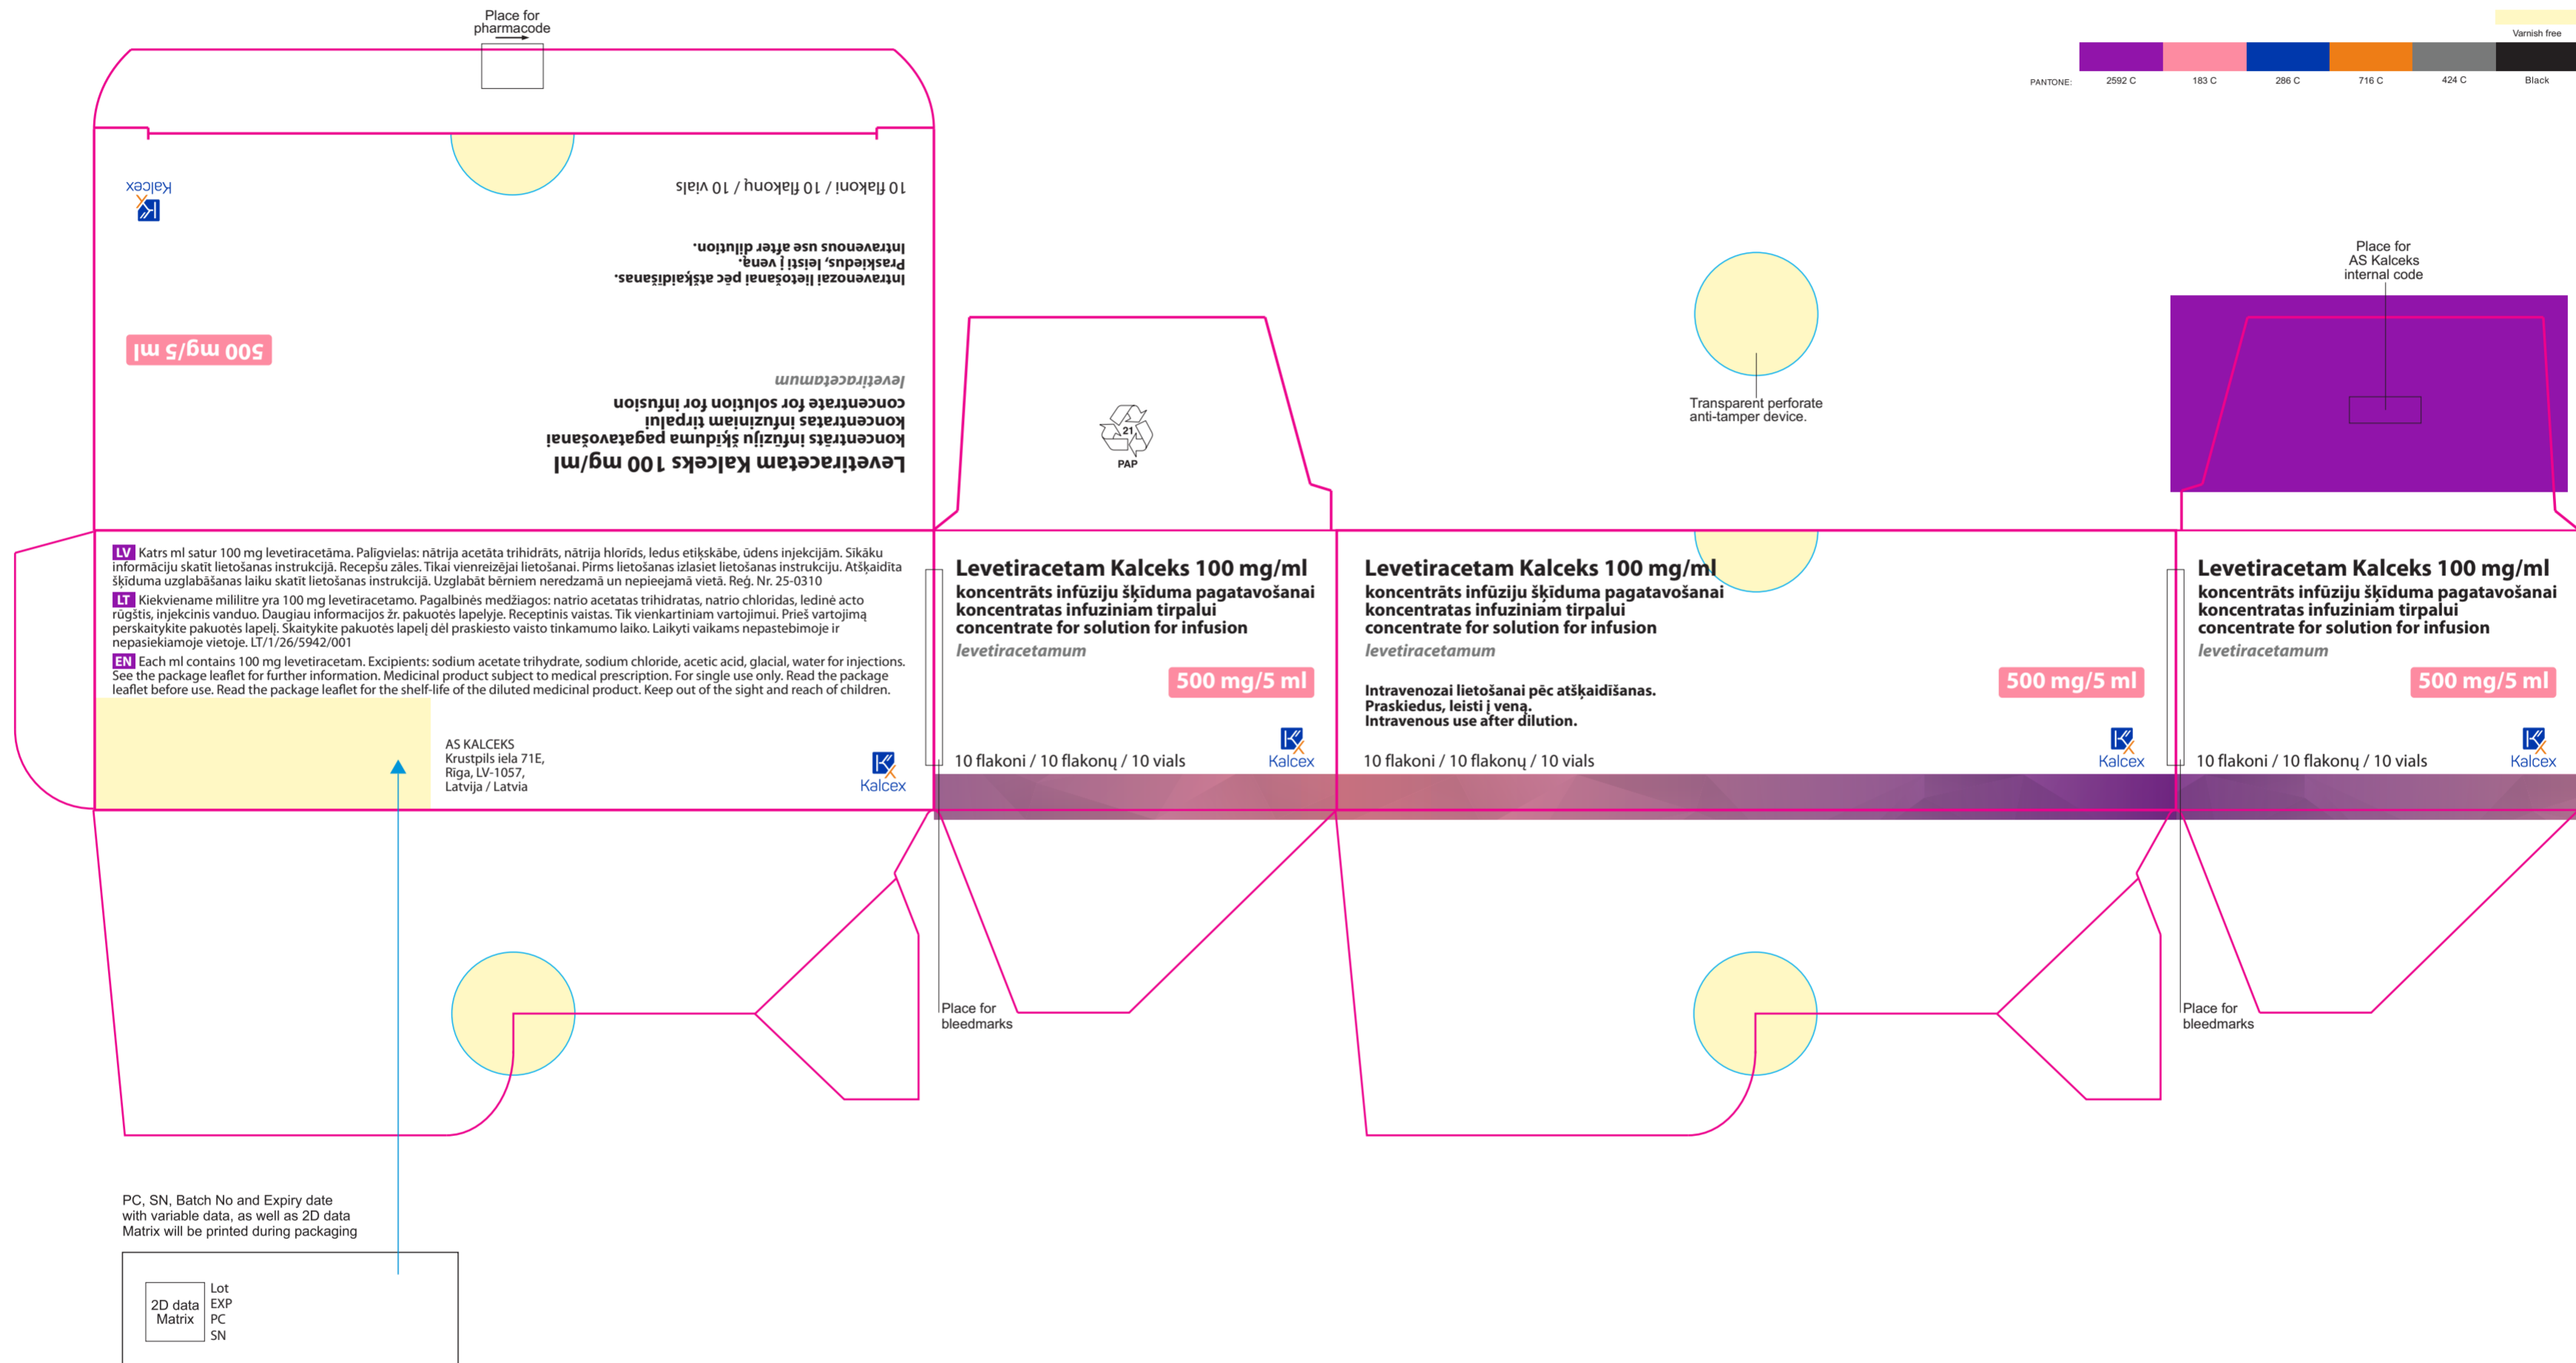 Place for
pharmacode
Varnish free
PANTONE:
2592 C
183 C
286 C
716 C
424 C
Black
Levetiracetam Kalceks 100 mg/ml
koncentrāts infūziju šķīduma pagatavošanai
koncentratas infuziniam tirpalui
concentrate for solution for infusion
levetiracetamum
500 mg/5 ml
Intravenozai lietošanai pēc atšķaidīšanas.
Praskiedus, leisti į veną.
Intravenous use after dilution.
10 flakoni / 10 flakonų / 10 vials
Kalcex
21
PAP
Transparent perforate
anti-tamper device.
Place for
AS Kalceks
internal code
LV Katrs ml satur 100 mg levetiracetāma. Palīgvielas: nātrija acetāta trihidrāts, nātrija hlorīds, ledus etiķskābe, ūdens injekcijām. Sīkāku
informāciju skatīt lietošanas instrukcijā. Recepšu zāles. Tikai vienreizējai lietošanai. Pirms lietošanas izlasiet lietošanas instrukciju. Atšķaidīta
šķīduma uzglabāšanas laiku skatīt lietošanas instrukcijā. Uzglabāt bērniem neredzamā un nepieejamā vietā. Reģ. Nr. 25-0310
LT Kiekviename mililitre yra 100 mg levetiracetamo. Pagalbinės medžiagos: natrio acetatas trihidratas, natrio chloridas, ledinė acto
rūgštis, injekcinis vanduo. Daugiau informacijos žr. pakuotės lapelyje. Receptinis vaistas. Tik vienkartiniam vartojimui. Prieš vartojimą
perskaitykite pakuotės lapelį. Skaitykite pakuotės lapelį dėl praskiesto vaisto tinkamumo laiko. Laikyti vaikams nepastebimoje ir
nepasiekiamoje vietoje. LT/1/26/5942/001
EN Each ml contains 100 mg levetiracetam. Excipients: sodium acetate trihydrate, sodium chloride, acetic acid, glacial, water for injections.
See the package leaflet for further information. Medicinal product subject to medical prescription. For single use only. Read the package
leaflet before use. Read the package leaflet for the shelf-life of the diluted medicinal product. Keep out of the sight and reach of children.
AS KALCEKS
Krustpils iela 71E,
Rīga, LV-1057,
Latvija / Latvia
Kalcex
Levetiracetam Kalceks 100 mg/ml
koncentrāts infūziju šķīduma pagatavošanai
koncentratas infuziniam tirpalui
concentrate for solution for infusion
levetiracetamum
500 mg/5 ml
10 flakoni / 10 flakonų / 10 vials
Kalcex
Levetiracetam Kalceks 100 mg/ml
koncentrāts infūziju šķīduma pagatavošanai
koncentratas infuziniam tirpalui
concentrate for solution for infusion
levetiracetamum
500 mg/5 ml
Intravenozai lietošanai pēc atšķaidīšanas.
Praskiedus, leisti į veną.
Intravenous use after dilution.
10 flakoni / 10 flakonų / 10 vials
Kalcex
Levetiracetam Kalceks 100 mg/ml
koncentrāts infūziju šķīduma pagatavošanai
koncentratas infuziniam tirpalui
concentrate for solution for infusion
levetiracetamum
500 mg/5 ml
10 flakoni / 10 flakonų / 10 vials
Kalcex
Place for
bleedmarks
Place for
bleedmarks
PC, SN, Batch No and Expiry date
with variable data, as well as 2D data
Matrix will be printed during packaging
2D data
Matrix
Lot
EXP
PC
SN